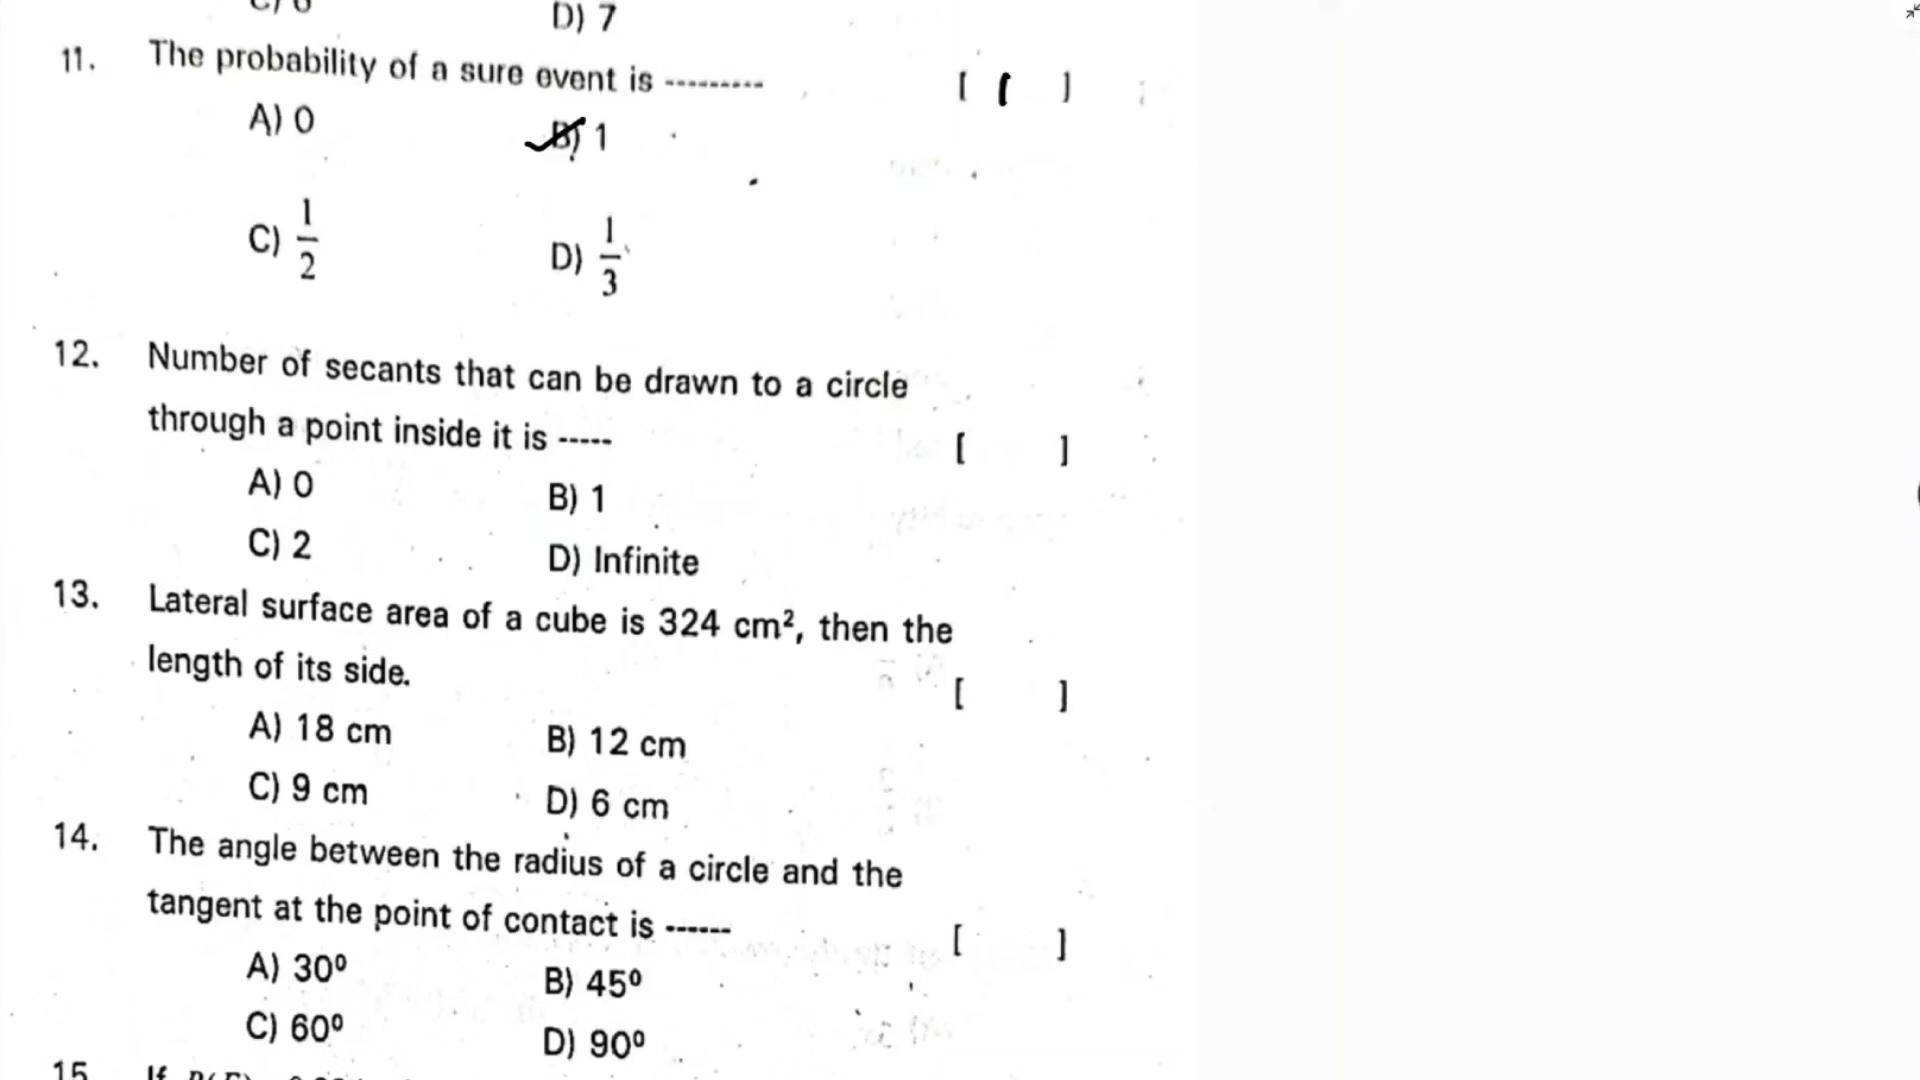 D) 7
11. The probability of a sure event is --------- [ ( ]
A) 0 B) 1
C) 1/2 D) 1/3
12. Number of secants that can be drawn to a circle
through a point inside it is ----- [ ]
A) 0 B) 1
C) 2 D) Infinite
13. Lateral surface area of a cube is 324 cm², then the
length of its side. [ ]
A) 18 cm B) 12 cm
C) 9 cm D) 6 cm
14. The angle between the radius of a circle and the
tangent at the point of contact is ------ [ ]
A) 30⁰ B) 45⁰
C) 60⁰ D) 90⁰
15 If